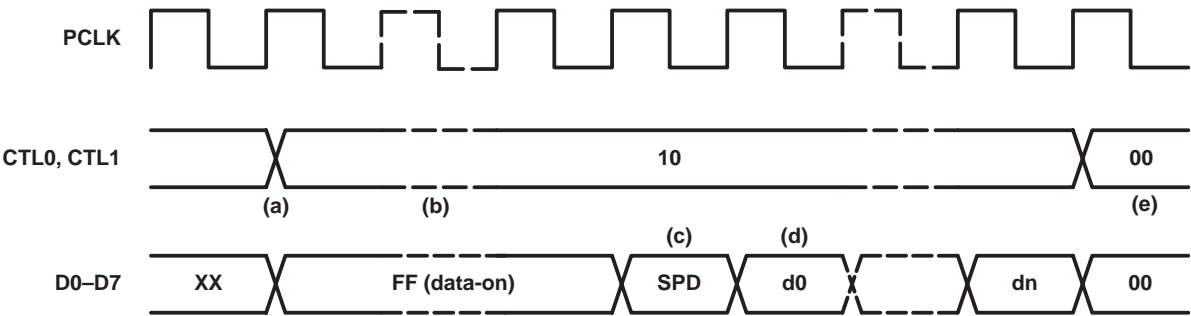 PCLK
CTL0, CTL1
10
00
(a)
(b)
(e)
(c)
(d)
D0–D7
XX
FF (data-on)
SPD
d0
dn
00